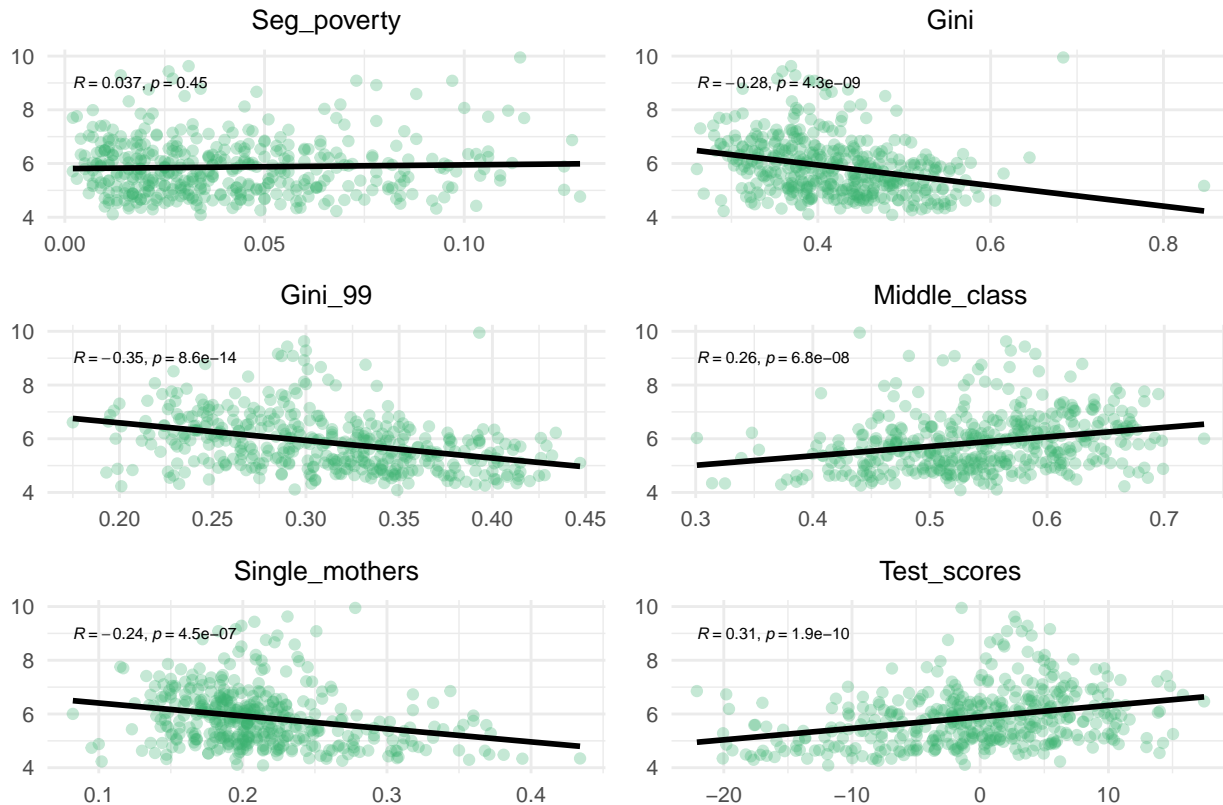 Seg_poverty
10
8
6
4
R = 0.037, p = 0.45
0.00 0.05 0.10
Gini
10
8
6
4
R = −0.28, p = 4.3e−09
0.4 0.6 0.8
Gini_99
10
8
6
4
R = −0.35, p = 8.6e−14
0.20 0.25 0.30 0.35 0.40 0.45
Middle_class
10
8
6
4
R = 0.26, p = 6.8e−08
0.3 0.4 0.5 0.6 0.7
Single_mothers
10
8
6
4
R = −0.24, p = 4.5e−07
0.1 0.2 0.3 0.4
Test_scores
10
8
6
4
R = 0.31, p = 1.9e−10
−20 −10 0 10